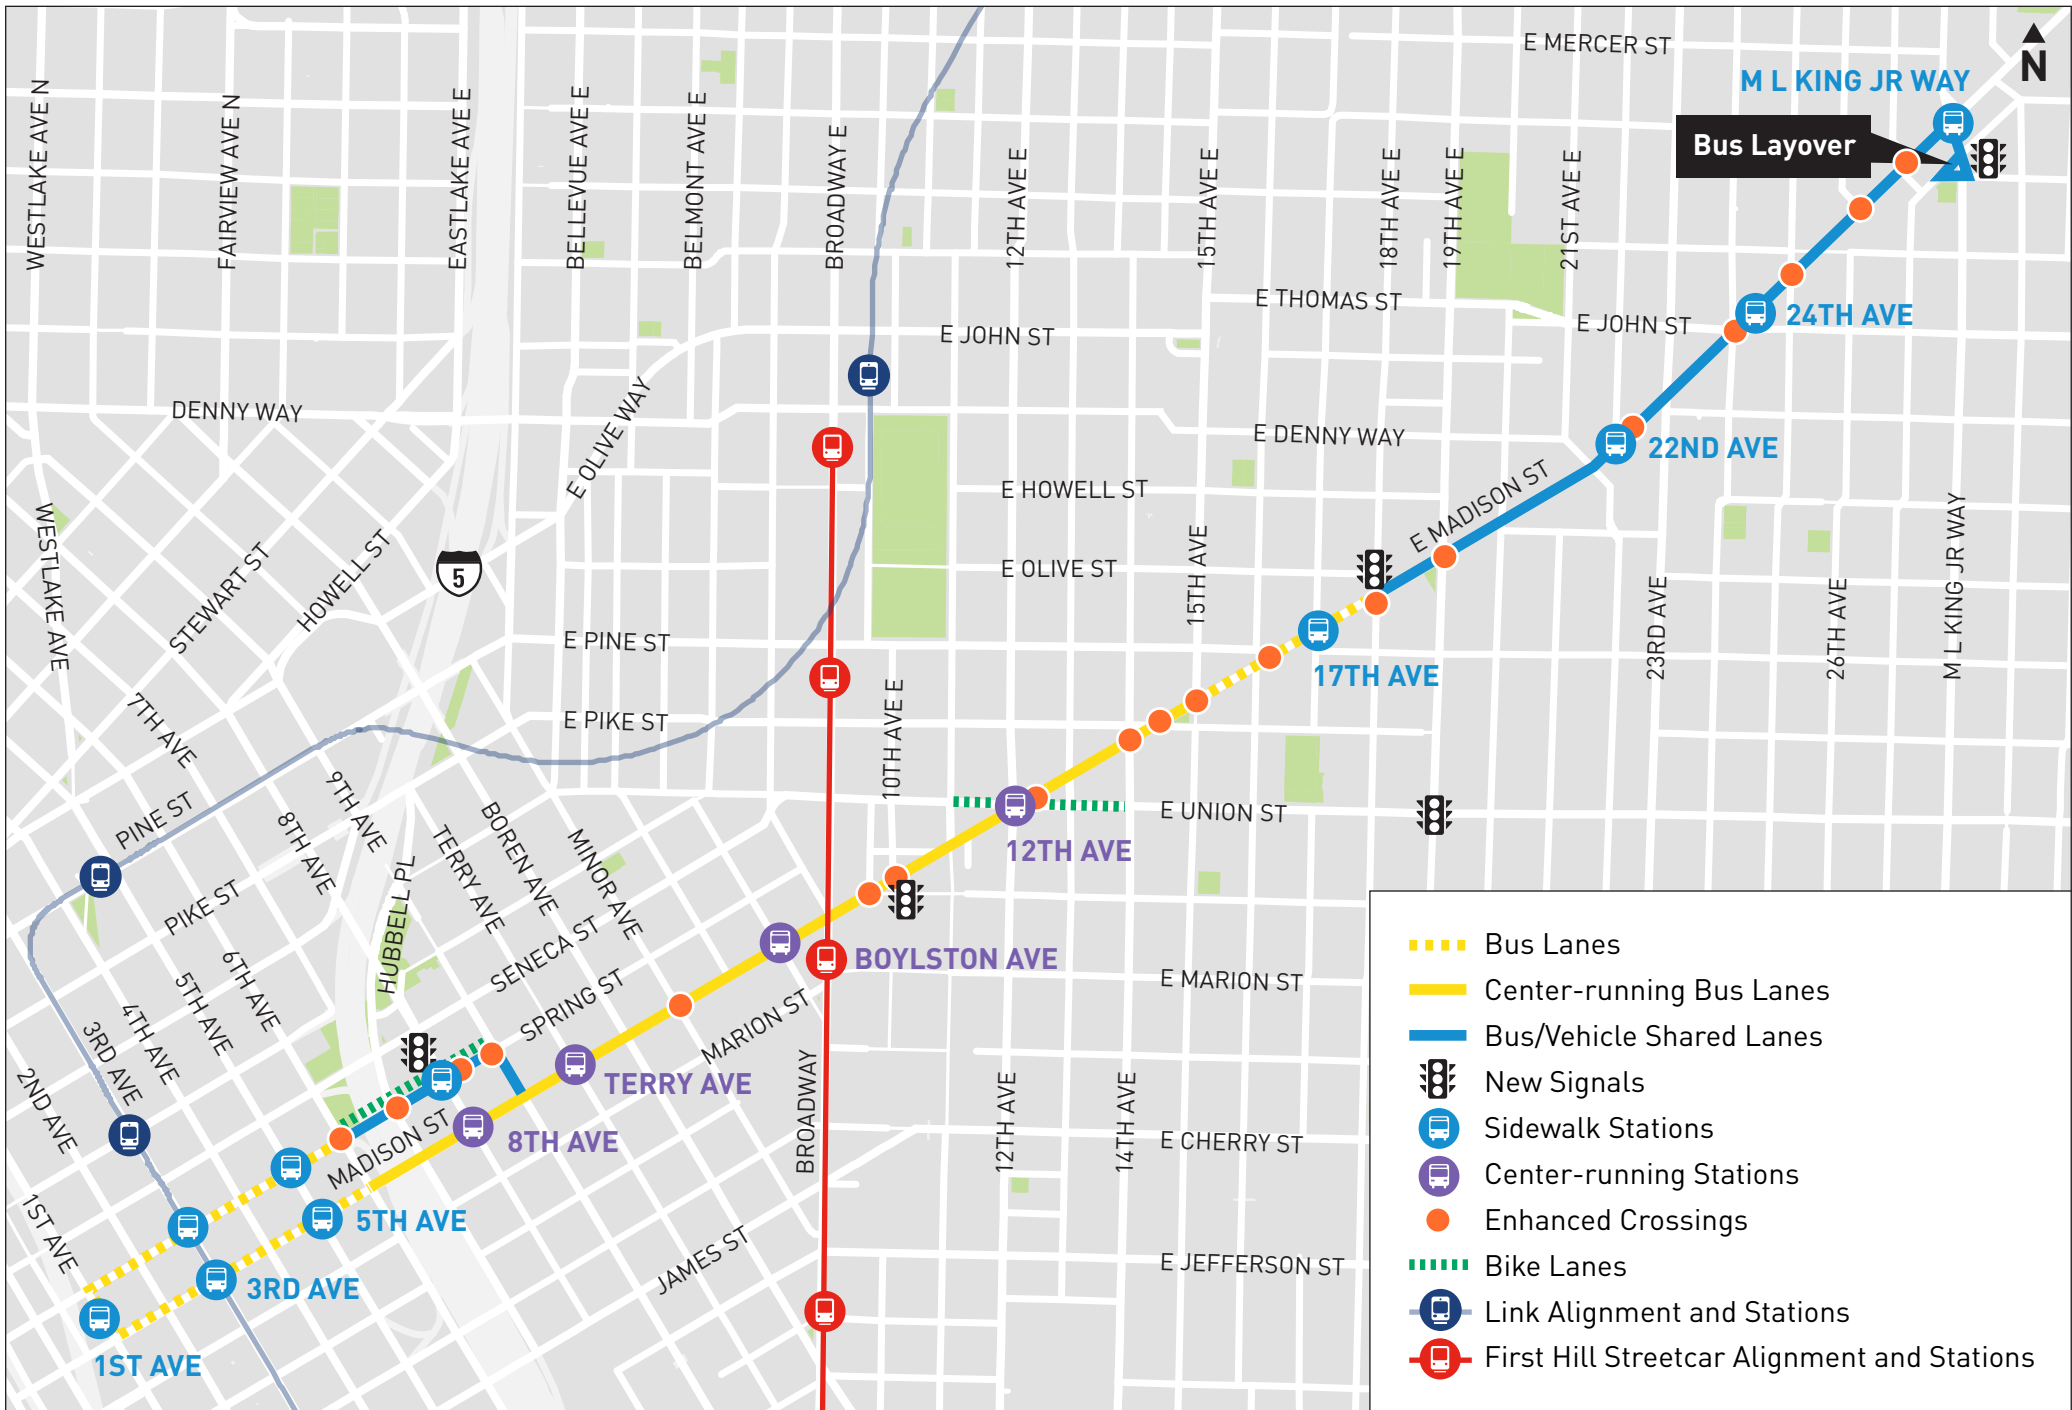 E MERCER ST
N
M L KING JR WAY
Bus Layover
WESTLAKE AVE N
FAIRVIEW AVE N
EASTLAKE AVE E
BELLEVUE AVE E
BELMONT AVE E
BROADWAY E
12TH AVE E
15TH AVE E
18TH AVE E
19TH AVE E
21ST AVE E
E THOMAS ST
E JOHN ST
E JOHN ST
24TH AVE
DENNY WAY
E OLIVE WAY
E DENNY WAY
22ND AVE
E HOWELL ST
E MADISON ST
WESTLAKE AVE
STEWART ST
HOWELL ST
5
E OLIVE ST
15TH AVE
23RD AVE
26TH AVE
M L KING JR WAY
E PINE ST
17TH AVE
7TH AVE
E PIKE ST
10TH AVE E
PINE ST
9TH AVE
8TH AVE
TERRY AVE
BOREN AVE
MINOR AVE
E UNION ST
12TH AVE
PIKE ST
HUBBELL PL
6TH AVE
5TH AVE
4TH AVE
3RD AVE
2ND AVE
1ST AVE
SENECA ST
SPRING ST
BOYLSTON AVE
E MARION ST
MARION ST
TERRY AVE
MADISON ST
8TH AVE
BROADWAY
12TH AVE
14TH AVE
E CHERRY ST
5TH AVE
3RD AVE
JAMES ST
E JEFFERSON ST
1ST AVE
Bus Lanes
Center-running Bus Lanes
Bus/Vehicle Shared Lanes
New Signals
Sidewalk Stations
Center-running Stations
Enhanced Crossings
Bike Lanes
Link Alignment and Stations
First Hill Streetcar Alignment and Stations